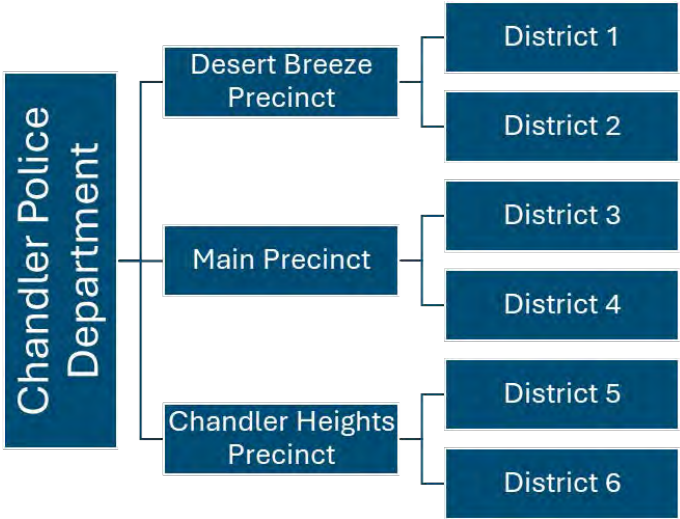 Chandler Police
Department
Desert Breeze
Precinct
District 1
District 2
Main Precinct
District 3
District 4
Chandler Heights
Precinct
District 5
District 6